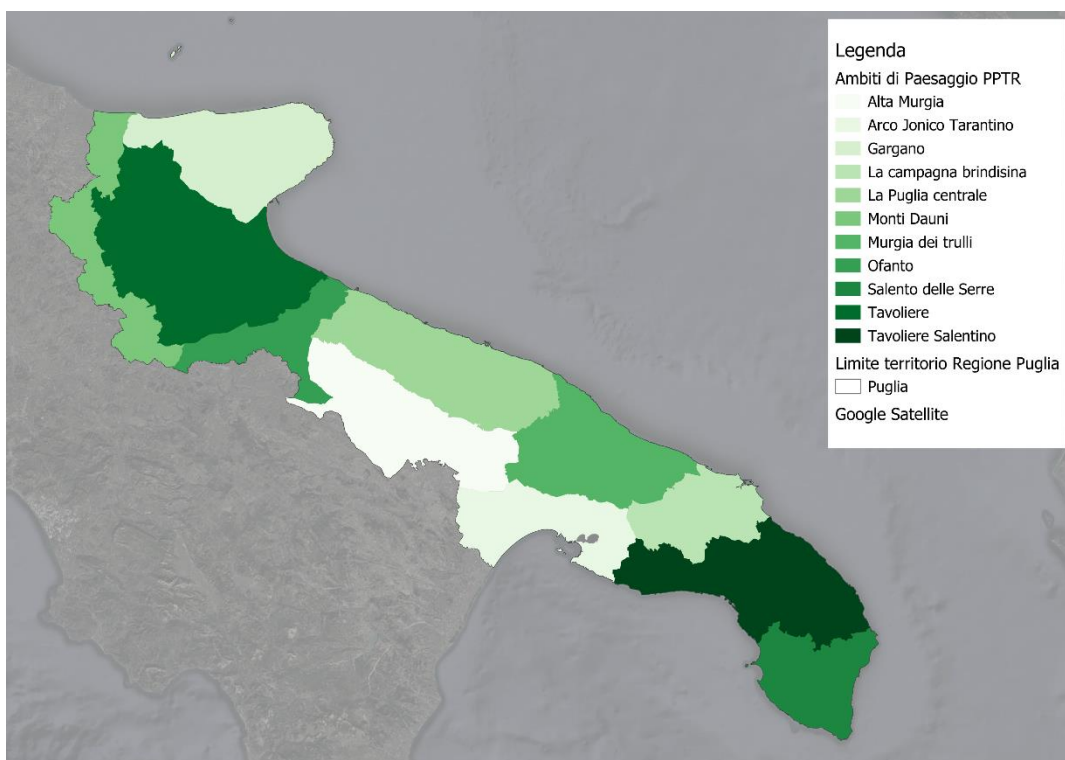 Legenda
Ambiti di Paesaggio PPTR
Alta Murgia
Arco Jonico Tarantino
Gargano
La campagna brindisina
La Puglia centrale
Monti Dauni
Murgia dei trulli
Ofanto
Salento delle Serre
Tavoliere
Tavoliere Salentino
Limite territorio Regione Puglia
Puglia
Google Satellite